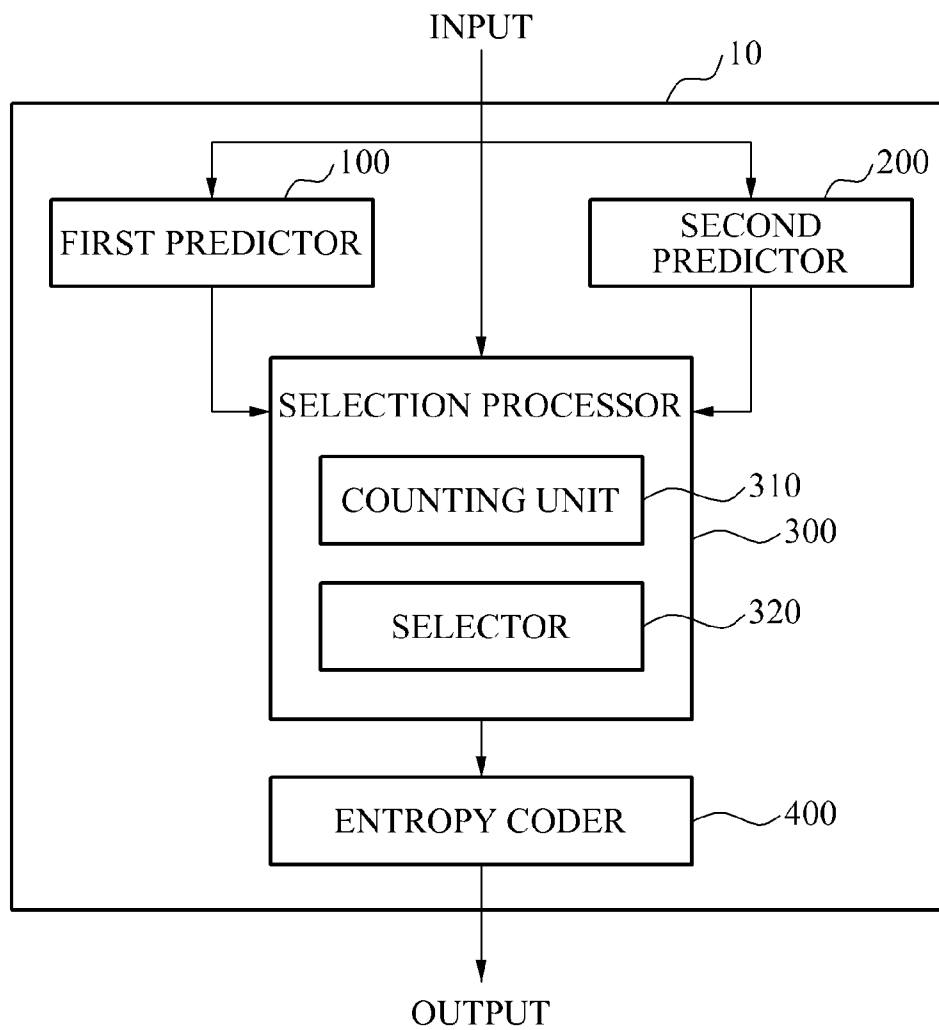 INPUT
10
100
200
FIRST PREDICTOR
SECOND
PREDICTOR
SELECTION PROCESSOR
COUNTING UNIT
310
300
SELECTOR
320
ENTROPY CODER
400
OUTPUT